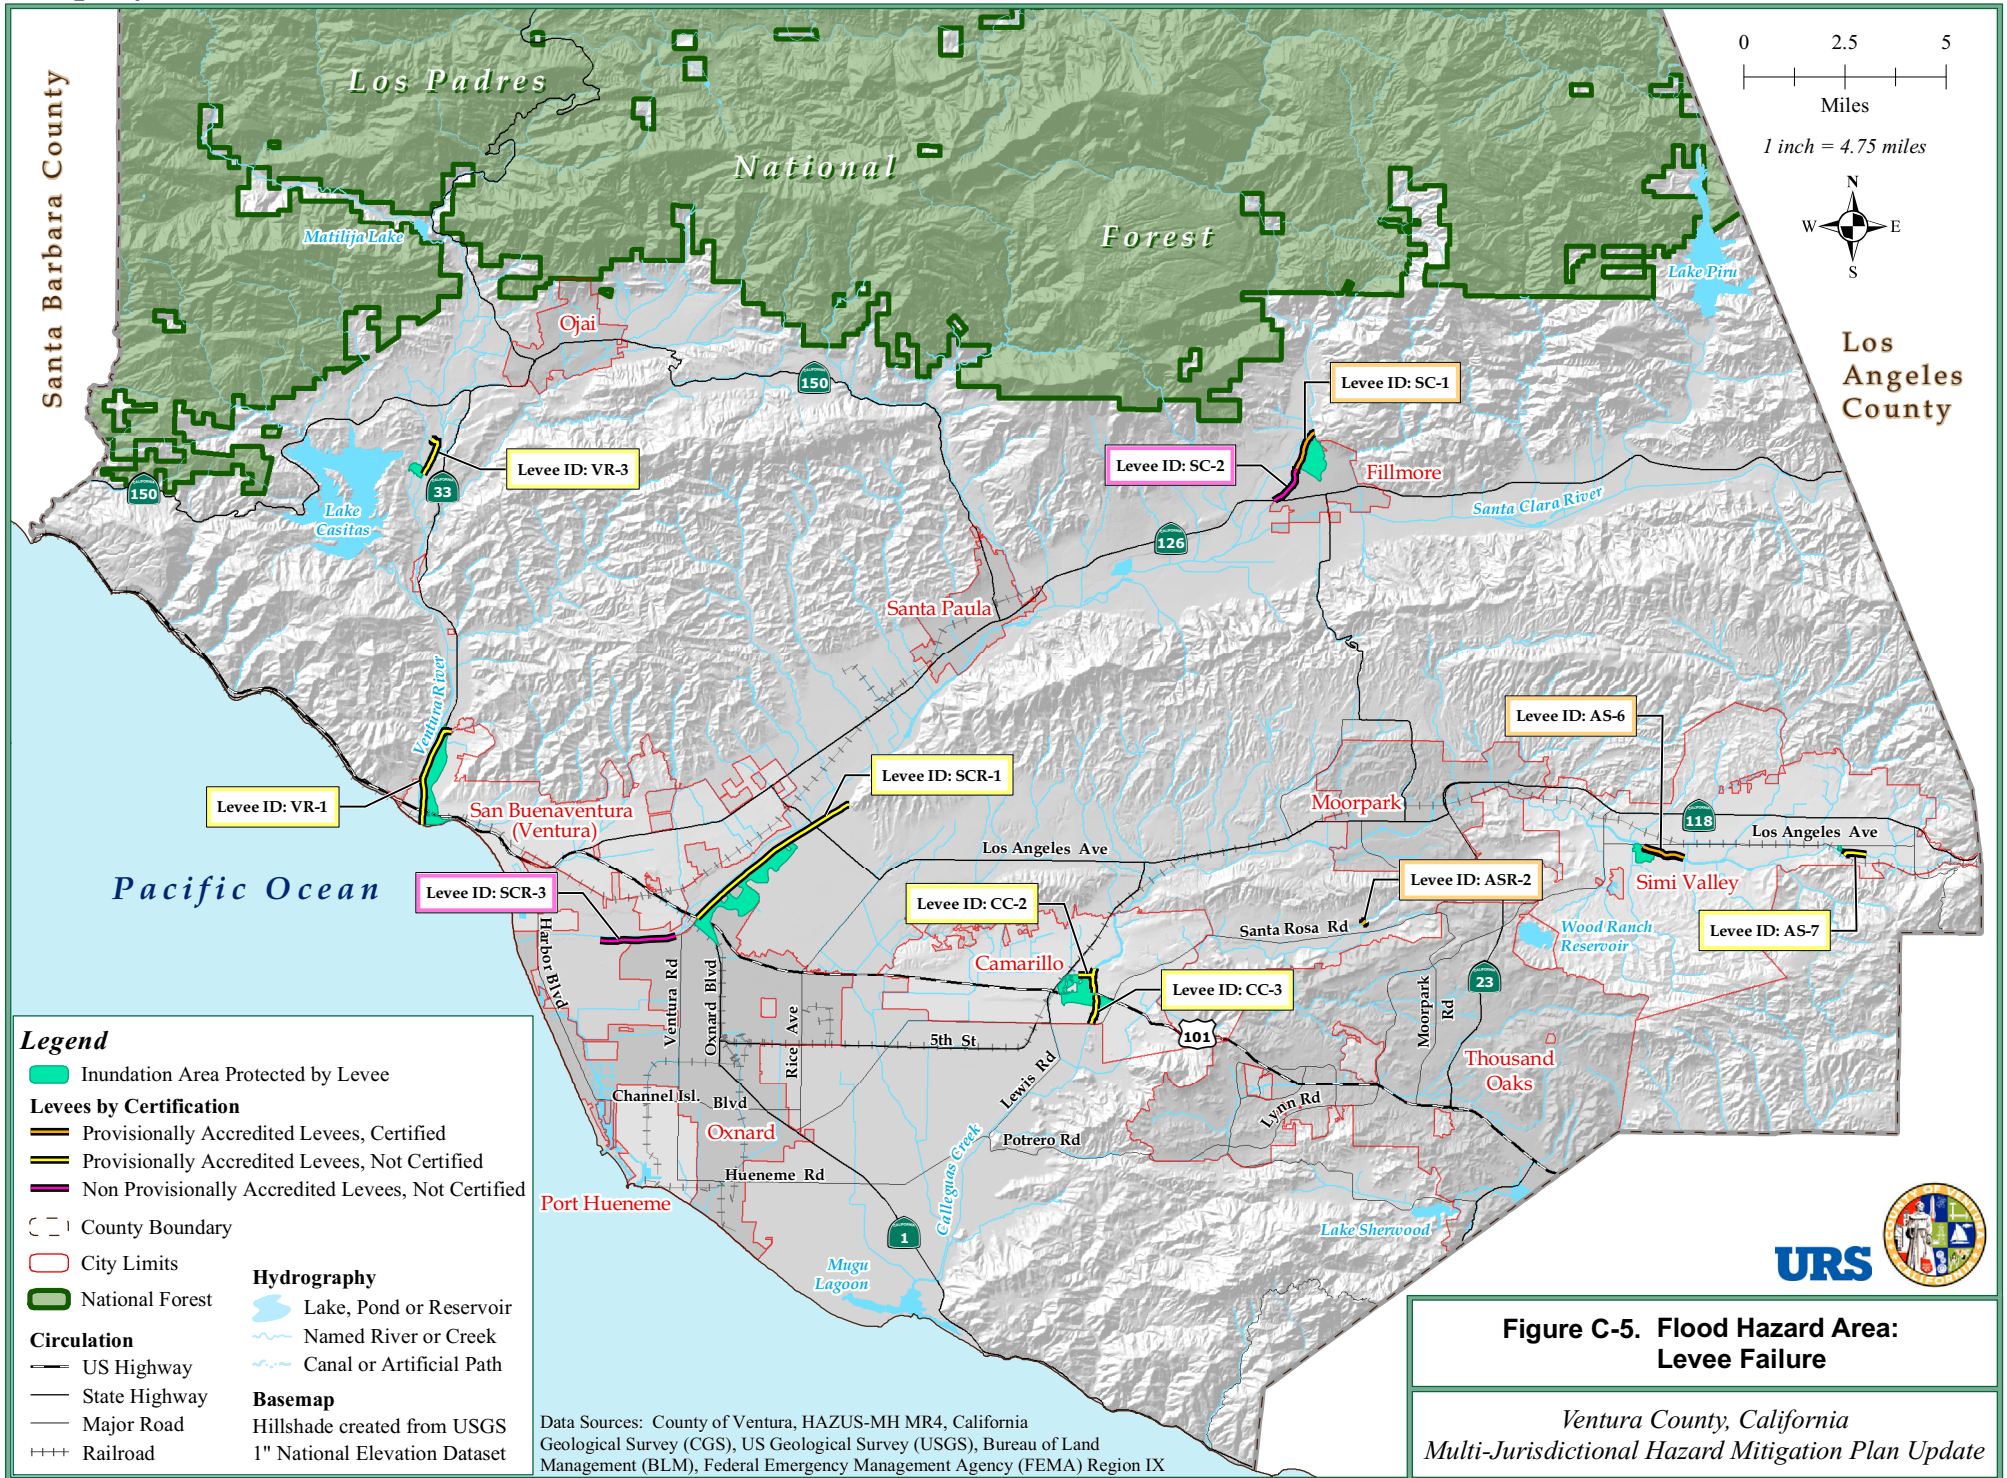 Santa Barbara County
Los Padres
National
Forest
0 2.5 5
Miles
1 inch = 4.75 miles
N
W E
S
Matilija Lake
Lake Piru
Los
Angeles
County
Ojai
CALIFORNIA
150
Levee ID: SC-1
Levee ID: VR-3
Levee ID: SC-2
Fillmore
CALIFORNIA
150
CALIFORNIA
33
Lake
Casitas
Santa Clara River
CALIFORNIA
126
Santa Paula
Ventura River
Levee ID: AS-6
Levee ID: SCR-1
Levee ID: VR-1
San Buenaventura
(Ventura)
Moorpark
CALIFORNIA
118
Los Angeles Ave
Los Angeles Ave
Pacific Ocean
Levee ID: SCR-3
Levee ID: CC-2
Levee ID: ASR-2
Simi Valley
Santa Rosa Rd
Wood Ranch
Reservoir
Levee ID: AS-7
Harbor Blvd
Camarillo
Ventura Rd
Oxnard Blvd
Rice Ave
Levee ID: CC-3
CALIFORNIA
23
Moorpark
Rd
101
5th St
Thousand
Oaks
Lewis Rd
Channel Isl. Blvd
Lynn Rd
Oxnard
Potrero Rd
Hueneme Rd
Calleguas Creek
Port Hueneme
CALIFORNIA
1
Lake Sherwood
Mugu
Lagoon
Legend
Inundation Area Protected by Levee
Levees by Certification
Provisionally Accredited Levees, Certified
Provisionally Accredited Levees, Not Certified
Non Provisionally Accredited Levees, Not Certified
County Boundary
City Limits
National Forest
Circulation
US Highway
State Highway
Major Road
Railroad
Hydrography
Lake, Pond or Reservoir
Named River or Creek
Canal or Artificial Path
Basemap
Hillshade created from USGS
1" National Elevation Dataset
Data Sources: County of Ventura, HAZUS-MH MR4, California
Geological Survey (CGS), US Geological Survey (USGS), Bureau of Land
Management (BLM), Federal Emergency Management Agency (FEMA) Region IX
URS
COUNTY OF VENTURA
CALIFORNIA
Figure C-5. Flood Hazard Area:
Levee Failure
Ventura County, California
Multi-Jurisdictional Hazard Mitigation Plan Update